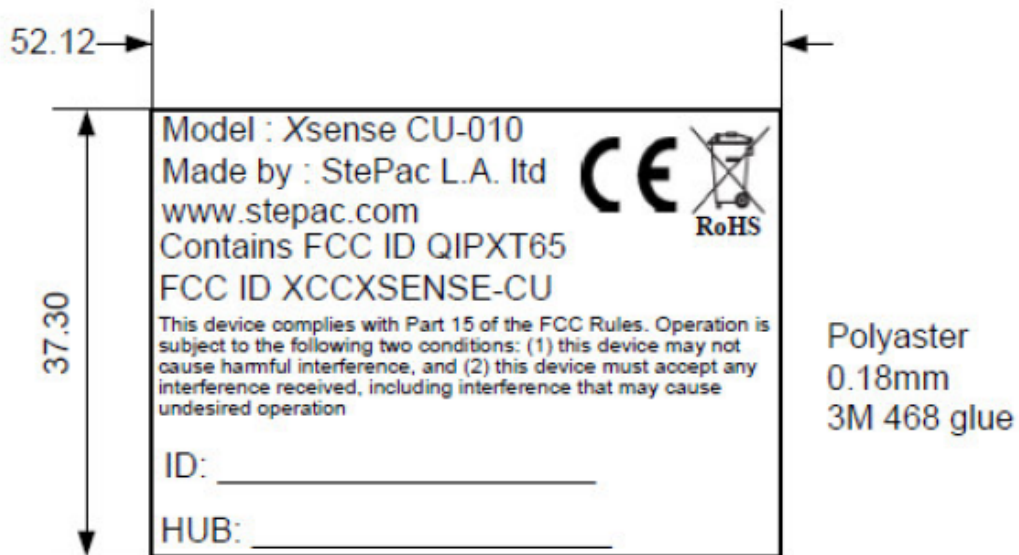 52.12
Model : Xsense CU-010
Made by : StePac L.A. ltd
www.stepac.com
CE
RoHS
Contains FCC ID QIPXT65
FCC ID XCCXSENSE-CU
This device complies with Part 15 of the FCC Rules. Operation is
subject to the following two conditions: (1) this device may not
cause harmful interference, and (2) this device must accept any
interference received, including interference that may cause
undesired operation
ID:
HUB:
37.30
Polyaster
0.18mm
3M 468 glue